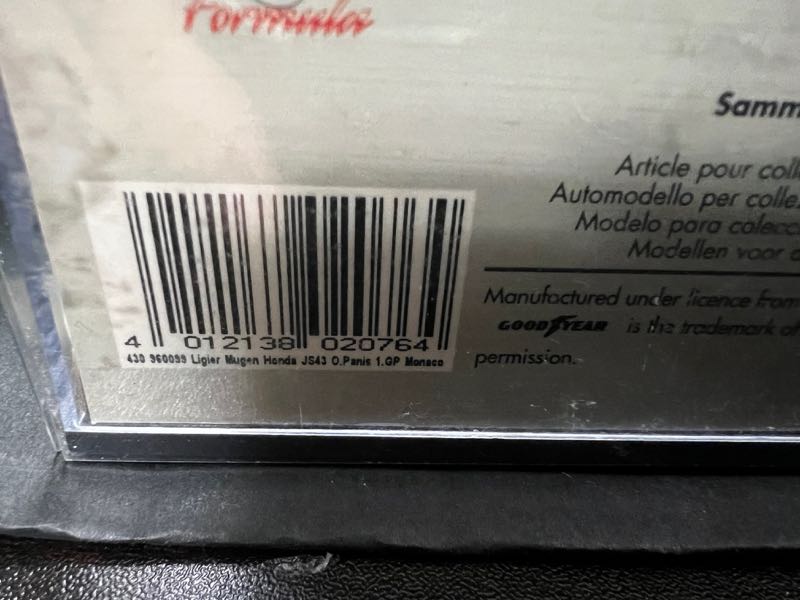 Formula
Samm
Article pour coll
Automodello per colle
Modelo para colecci
Modellen voor
Manufactured under licence from
GOODYEAR is the trademark of
permission.
4 012138 020764
430 960099 Ligier Mugen Honda JS43 O.Panis 1.GP Monaco